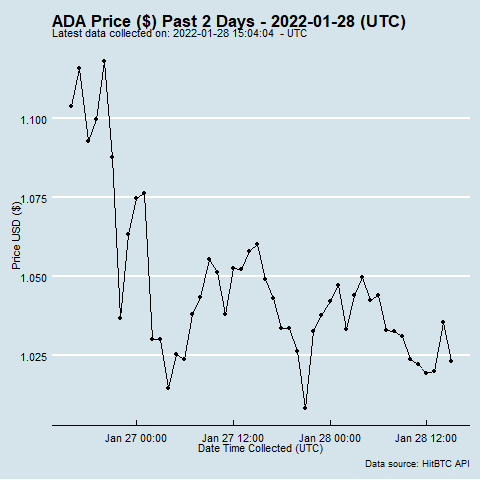 ADA Price ($) Past 2 Days - 2022-01-28 (UTC)
Latest data collected on: 2022-01-28 15:04:04 - UTC
1.100
1.075
1.050
1.025
Price USD ($)
Jan 27 00:00 Jan 27 12:00 Jan 28 00:00 Jan 28 12:00
Date Time Collected (UTC)
Data source: HitBTC API